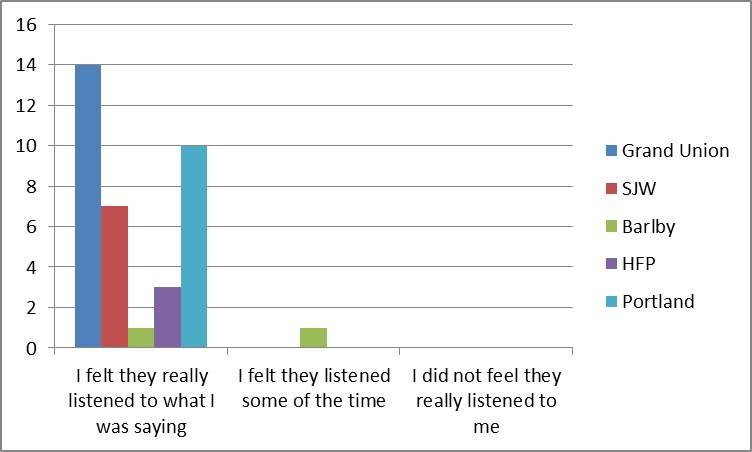 16
14
12
10
8
6
4
2
0
Grand Union
SJW
Barlby
HFP
Portland
I felt they really
listened to what I
was saying
I felt they listened
some of the time
I did not feel they
really listened to
me